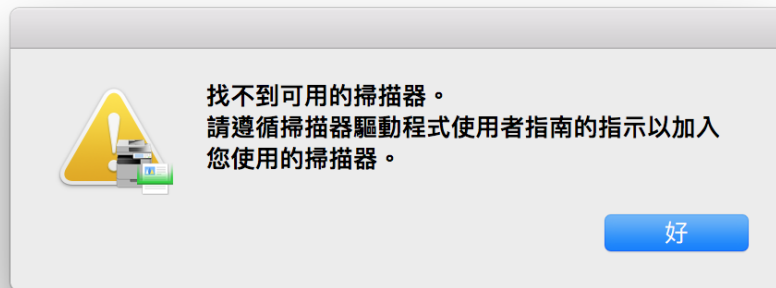 找不到可用的掃描器。
請遵循掃描器驅動程式使用者指南的指示以加入
您使用的掃描器。
好